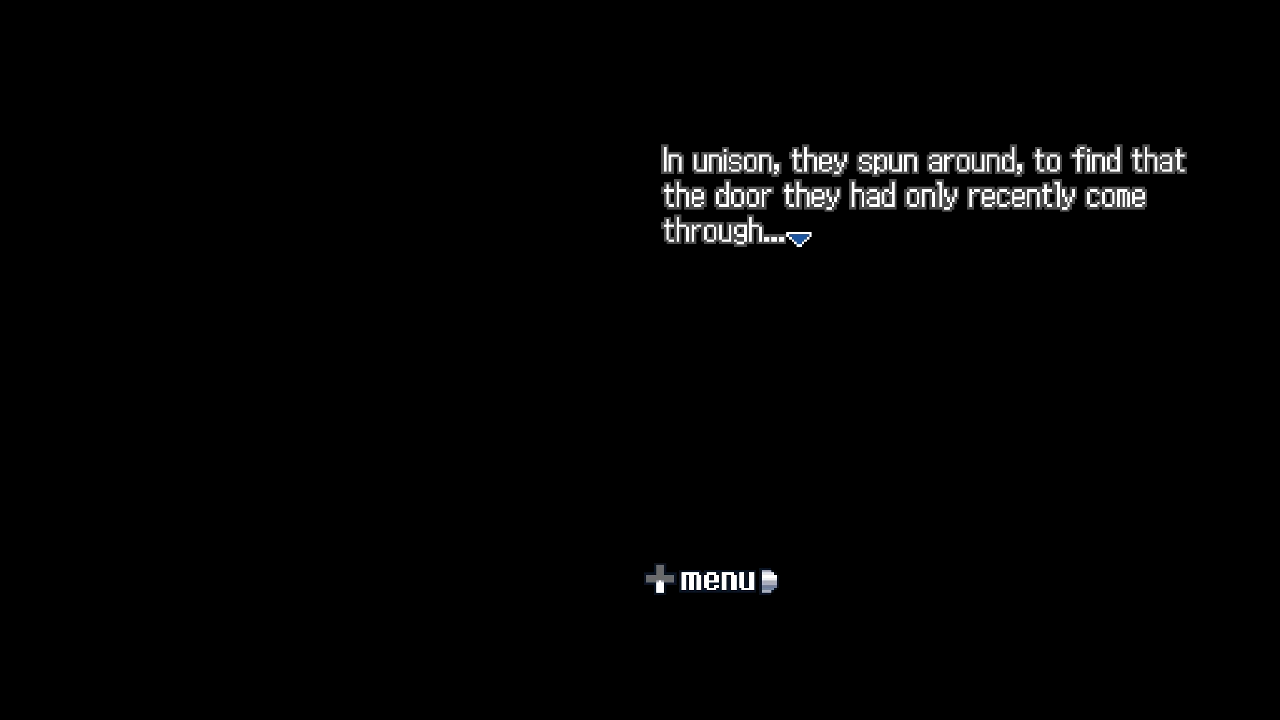 In unison, they spun around, to find that
the door they had only recently come
through...
menu